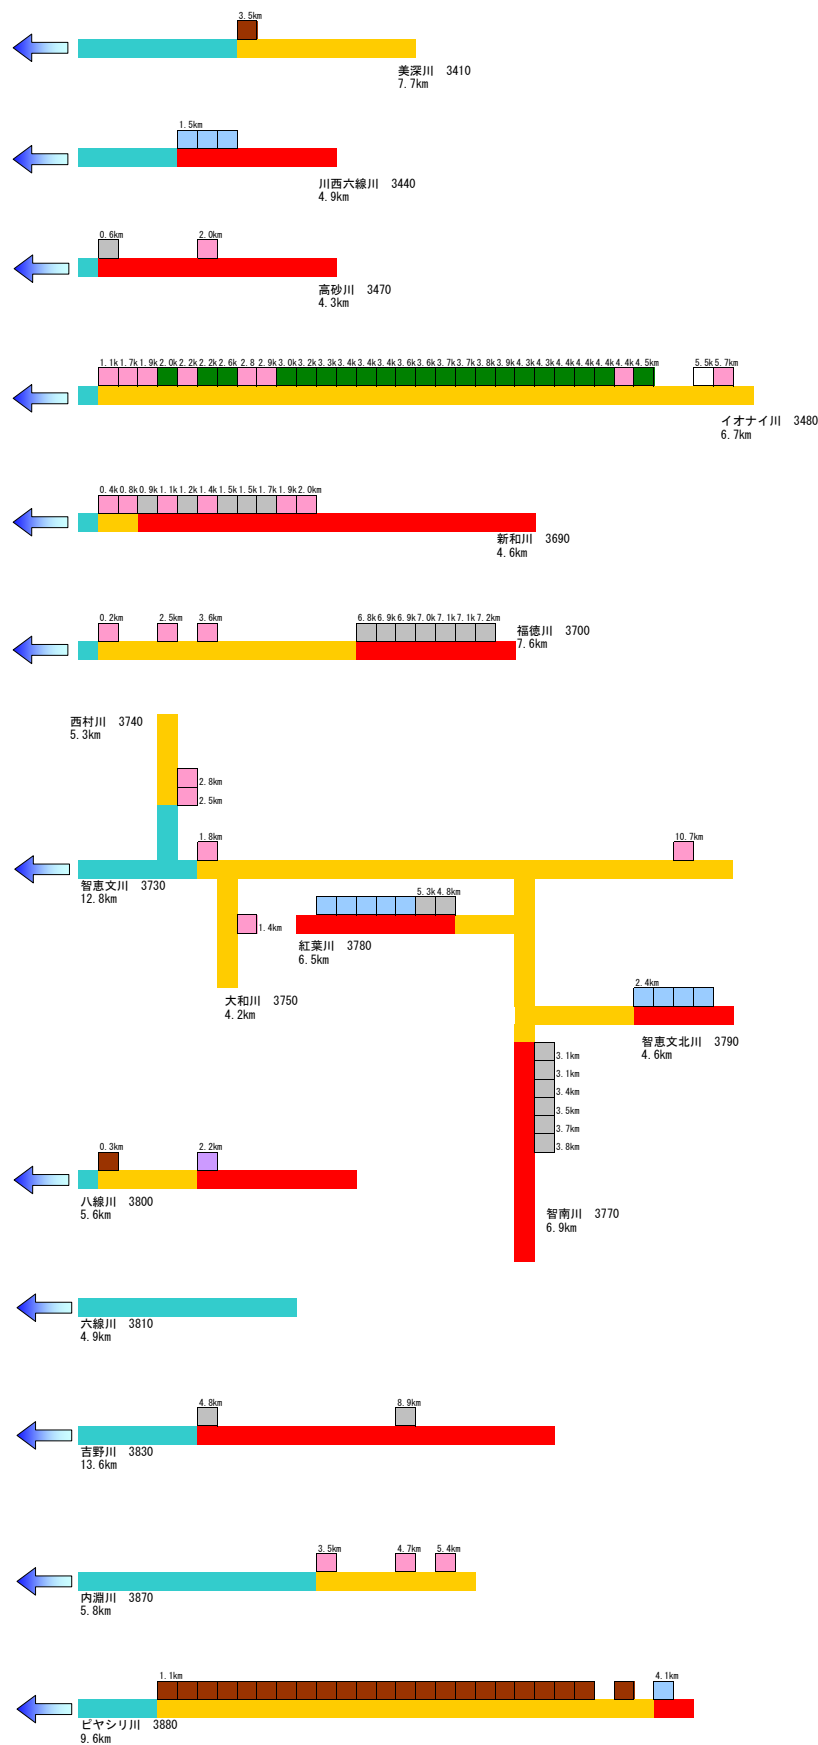 3.5km
美深川 3410
7.7km
1.5km
川西六線川 3440
4.9km
0.6km 2.0km
高砂川 3470
4.3km
1.1k 1.7k 1.9k 2.0k 2.2k 2.2k 2.6k 2.8 2.9k 3.0k 3.2k 3.3k 3.4k 3.4k 3.4k 3.6k 3.6k 3.7k 3.7k 3.8k 3.9k 4.3k 4.3k 4.4k 4.4k 4.4k 4.4k 4.5km 5.5k 5.7km
イオナイ川 3480
6.7km
0.4k 0.8k 0.9k 1.1k 1.2k 1.4k 1.5k 1.5k 1.7k 1.9k 2.0km
新和川 3690
4.6km
0.2km 2.5km 3.6km 6.8k 6.9k 6.9k 7.0k 7.1k 7.1k 7.2km
福徳川 3700
7.6km
西村川 3740
5.3km
2.8km
2.5km
1.8km 10.7km
智恵文川 3730
12.8km
5.3k 4.8km
1.4km
紅葉川 3780
6.5km
2.4km
大和川 3750
4.2km
智恵文北川 3790
4.6km
3.1km
3.1km
3.4km
3.5km
3.7km
3.8km
0.3km 2.2km
八線川 3800
5.6km
智南川 3770
6.9km
六線川 3810
4.9km
4.8km 8.9km
吉野川 3830
13.6km
3.5km 4.7km 5.4km
内淵川 3870
5.8km
1.1km 4.1km
ピヤシリ川 3880
9.6km